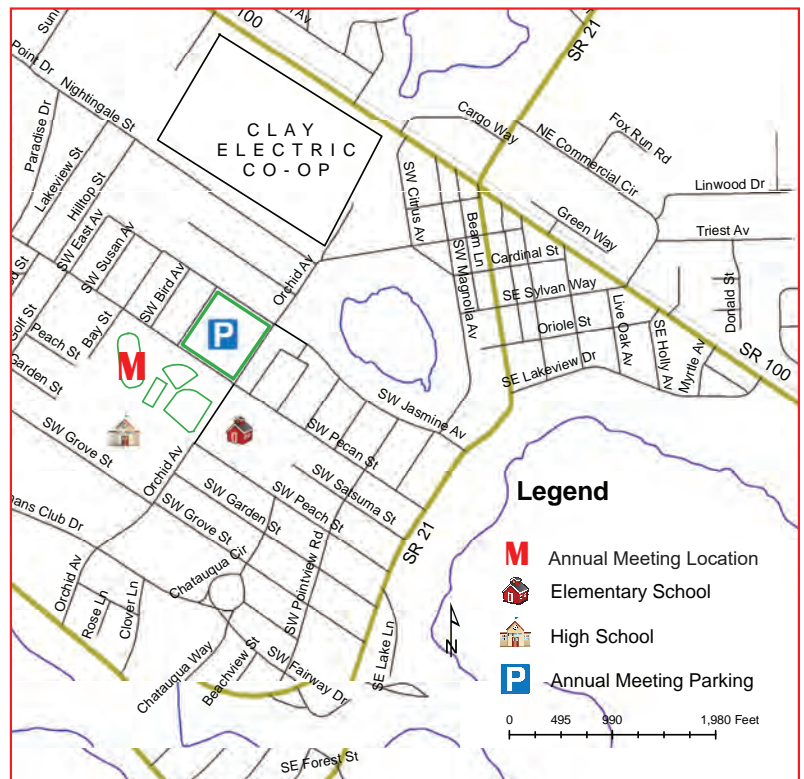 Suni
Av
100
SR 21
Point Dr
Nightingale St
Paradise Dr
Lakeview St
Hilltop St
CLAY
ELECTRIC
CO-OP
Cargo Way
Fox Run Rd
NE Commercial Cir
Linwood Dr
Green Way
Triest Av
SW Citrus Av
Beam Ln
SW Magnolla Av
Cardinal St
SE Sylvan Way
Donapl St
SW East Av
SW Susan Av
SW Bird Av
Orchid Av
Oriole St
Live Oak Av
SE Holly Av
Myrtle Av
SR 100
SE Lakeview Dr
St
Golf St
Peach St
Bay St
P
M
Garden St
SW Jasmine Av
SW Grove St
SW Pecan St
Orchid Av
SW Satsuma St
SW Peach St
SW Garden St
SW Grove St
SR 21
mans Club Dr
Chatauqua Cir
SW Pointview Rd
Orchid Av
Rose Ln
Clover Ln
Chatauqua Way
Beachview St
SW Fairway Dr
SE Lake Ln
SE Forest St
N
Legend
M Annual Meeting Location
Elementary School
High School
P Annual Meeting Parking
0 495 990 1,980 Feet